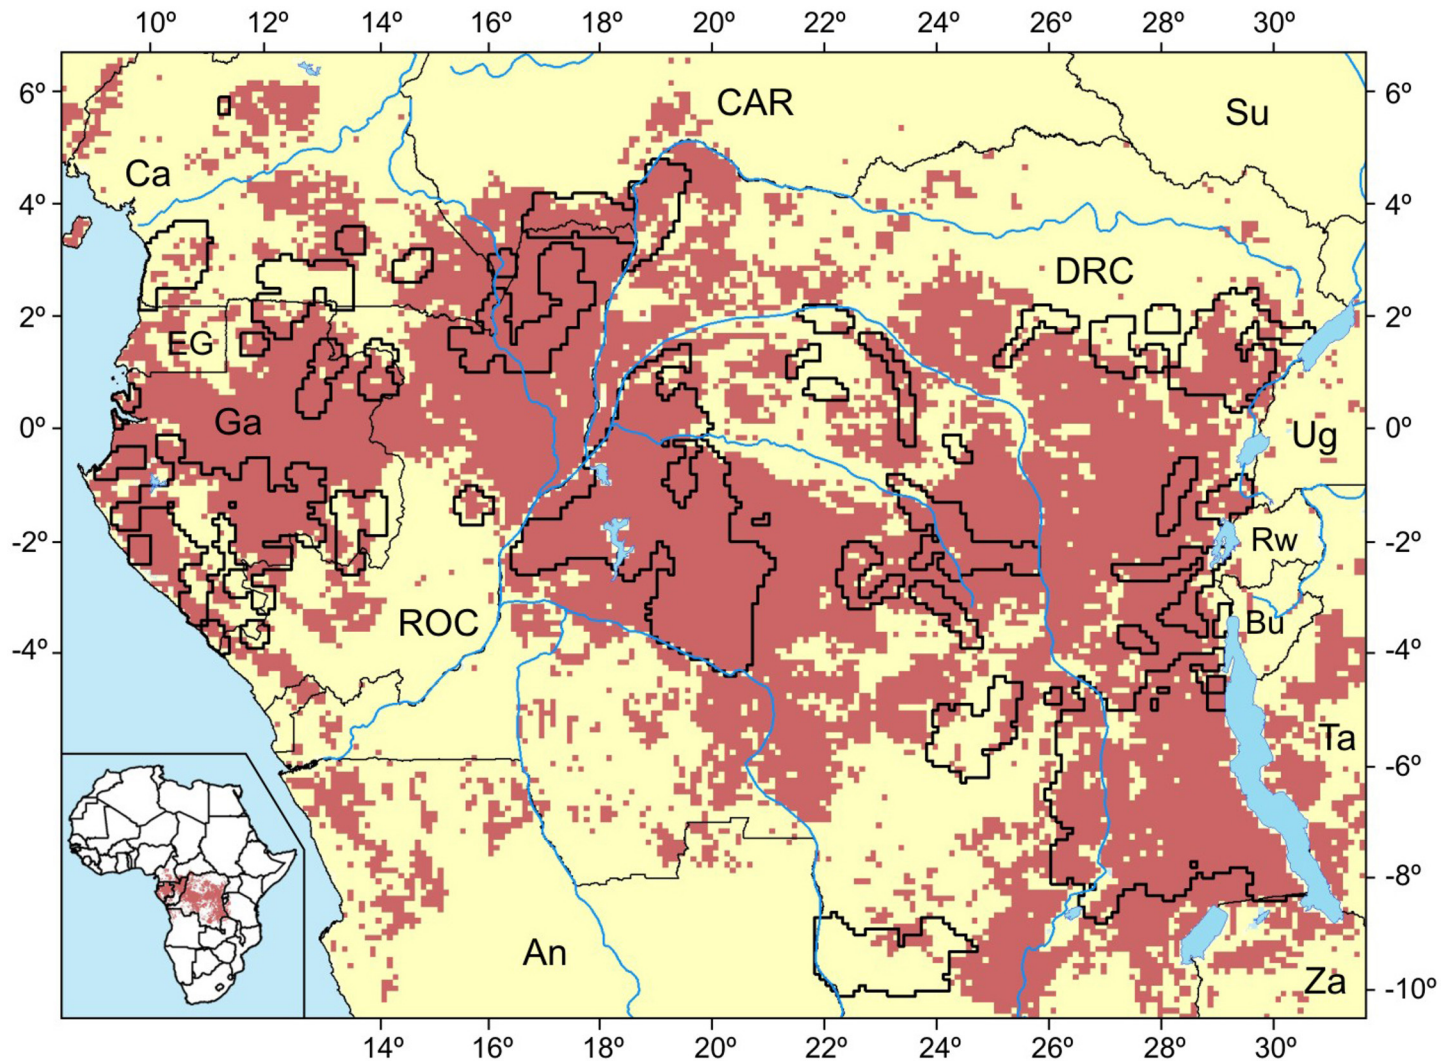 10º 12º 14º 16º 18º 20º 22º 24º 26º 28º 30º
6º CAR Su 6º
Ca
4º 4º
DRC
2º EG 2º
0º Ga Ug 0º
-2º Rw -2º
ROC Bu
-4º -4º
Ta
-6º -6º
-8º -8º
An Za
-10º
14º 16º 18º 20º 22º 24º 26º 28º 30º